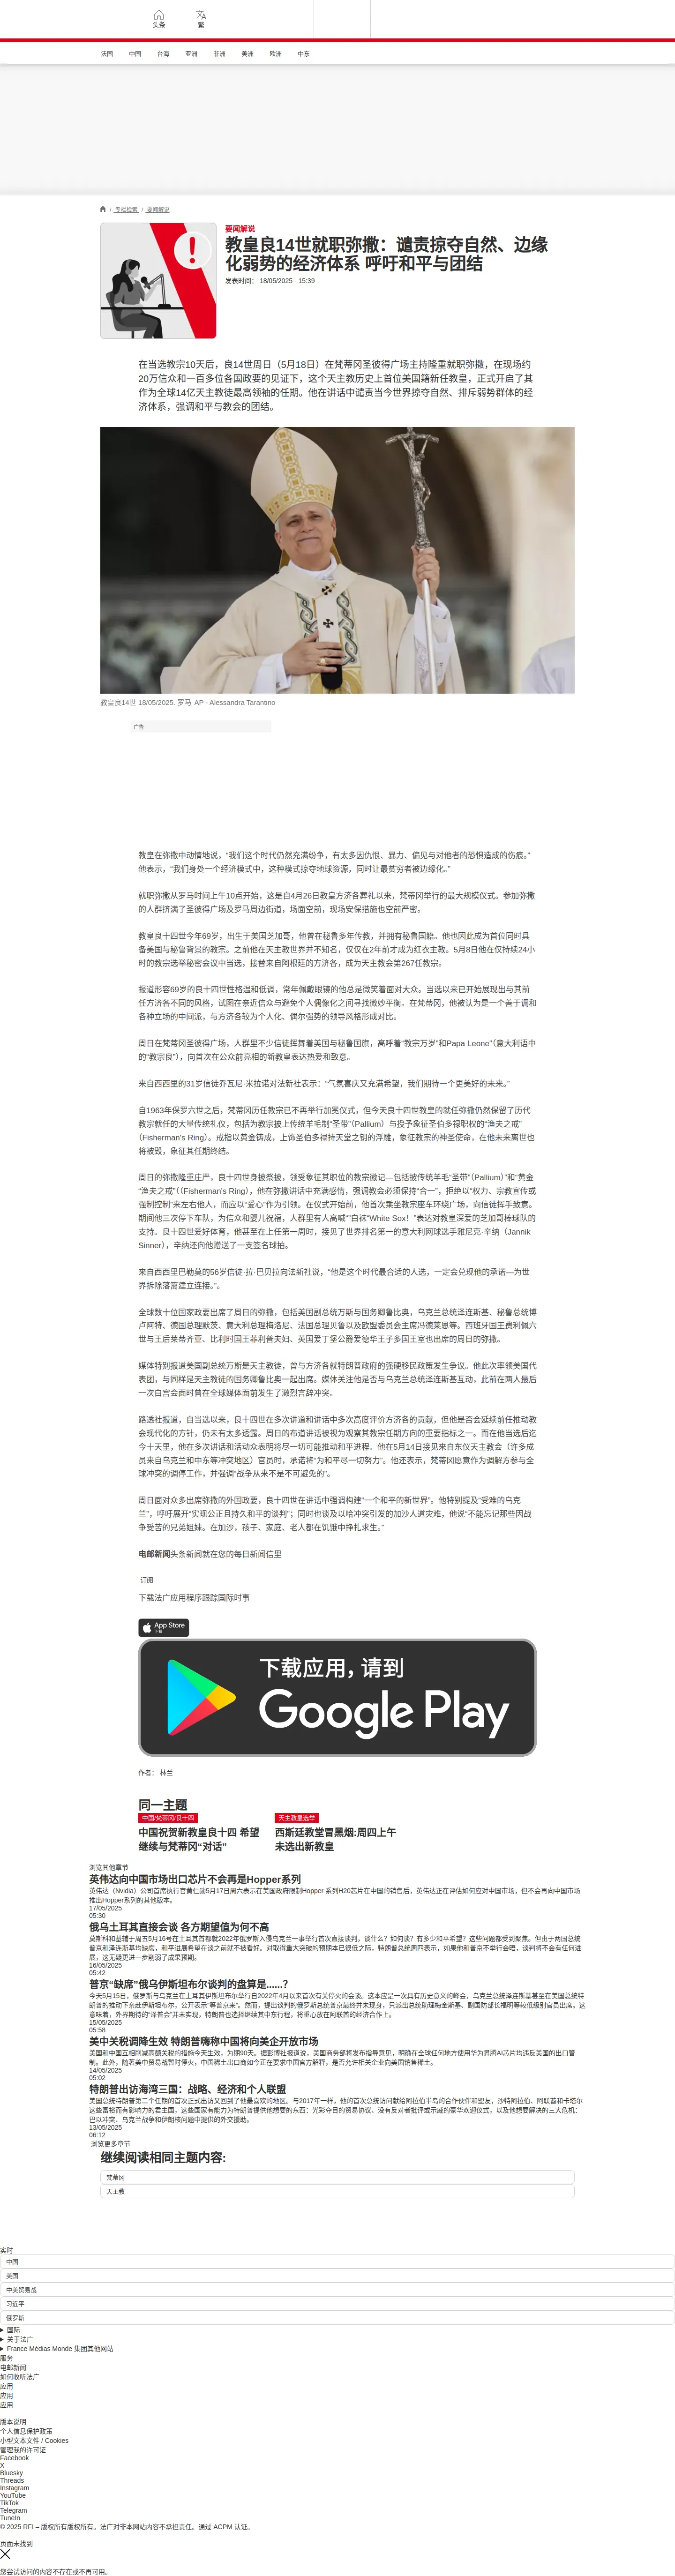 头条
繁
法国 中国 台海 亚洲 非洲 美洲 欧洲 中东
/ 专栏检索 / 要闻解说
要闻解说
教皇良14世就职弥撒：谴责掠夺自然、边缘
化弱势的经济体系 呼吁和平与团结
发表时间： 18/05/2025 - 15:39
在当选教宗10天后，良14世周日（5月18日）在梵蒂冈圣彼得广场主持隆重就职弥撒，在现场约
20万信众和一百多位各国政要的见证下，这个天主教历史上首位美国籍新任教皇，正式开启了其
作为全球14亿天主教徒最高领袖的任期。他在讲话中谴责当今世界掠夺自然、排斥弱势群体的经
济体系，强调和平与教会的团结。
教皇良14世 18/05/2025. 罗马 AP - Alessandra Tarantino
广告
教皇在弥撒中动情地说，“我们这个时代仍然充满纷争，有太多因仇恨、暴力、偏见与对他者的恐惧造成的伤痕。”
他表示，“我们身处一个经济模式中，这种模式掠夺地球资源，同时让最贫穷者被边缘化。”
就职弥撒从罗马时间上午10点开始，这是自4月26日教皇方济各葬礼以来，梵蒂冈举行的最大规模仪式。参加弥撒
的人群挤满了圣彼得广场及罗马周边街道，场面空前，现场安保措施也空前严密。
教皇良十四世今年69岁，出生于美国芝加哥，他曾在秘鲁多年传教，并拥有秘鲁国籍。他也因此成为首位同时具
备美国与秘鲁背景的教宗。之前他在天主教世界并不知名，仅仅在2年前才成为红衣主教。5月8日他在仅持续24小
时的教宗选举秘密会议中当选，接替来自阿根廷的方济各，成为天主教会第267任教宗。
报道形容69岁的良十四世性格温和低调，常年佩戴眼镜的他总是微笑着面对大众。当选以来已开始展现出与其前
任方济各不同的风格，试图在亲近信众与避免个人偶像化之间寻找微妙平衡。在梵蒂冈，他被认为是一个善于调和
各种立场的中间派，与方济各较为个人化、偶尔强势的领导风格形成对比。
周日在梵蒂冈圣彼得广场，人群里不少信徒挥舞着美国与秘鲁国旗，高呼着“教宗万岁”和Papa Leone”（意大利语中
的“教宗良”），向首次在公众前亮相的新教皇表达热爱和致意。
来自西西里的31岁信徒乔瓦尼·米拉诺对法新社表示：“气氛喜庆又充满希望，我们期待一个更美好的未来。”
自1963年保罗六世之后，梵蒂冈历任教宗已不再举行加冕仪式，但今天良十四世教皇的就任弥撒仍然保留了历代
教宗就任的大量传统礼仪，包括为教宗披上传统羊毛制“圣带”（Pallium）与授予象征圣伯多禄职权的“渔夫之戒”
（Fisherman's Ring）。戒指以黄金铸成，上饰圣伯多禄持天堂之钥的浮雕，象征教宗的神圣使命，在他未来离世也
将被毁，象征其任期终结。
周日的弥撒隆重庄严，良十四世身披祭披，领受象征其职位的教宗徽记—包括披传统羊毛“圣带”（Pallium）”和“黄金
“渔夫之戒”（（Fisherman's Ring），他在弥撒讲话中充满感情，强调教会必须保持“合一”，拒绝以“权力、宗教宣传或
强制控制”来左右他人，而应以“爱心”作为引领。在仪式开始前，他首次乘坐教宗座车环绕广场，向信徒挥手致意。
期间他三次停下车队，为信众和婴儿祝福，人群里有人高喊““白袜“White Sox！”表达对教皇深爱的芝加哥棒球队的
支持。良十四世爱好体育，他甚至在上任第一周时，接见了世界排名第一的意大利网球选手雅尼克·辛纳（Jannik
Sinner），辛纳还向他赠送了一支签名球拍。
来自西西里巴勒莫的56岁信徒·拉·巴贝拉向法新社说，“他是这个时代最合适的人选，一定会兑现他的承诺—为世
界拆除藩篱建立连接。”。
全球数十位国家政要出席了周日的弥撒，包括美国副总统万斯与国务卿鲁比奥，乌克兰总统泽连斯基、秘鲁总统博
卢阿特、德国总理默茨、意大利总理梅洛尼、法国总理贝鲁以及欧盟委员会主席冯德莱恩等。西班牙国王费利佩六
世与王后莱蒂齐亚、比利时国王菲利普夫妇、英国爱丁堡公爵爱德华王子多国王室也出席的周日的弥撒。
媒体特别报道美国副总统万斯是天主教徒，曾与方济各就特朗普政府的强硬移民政策发生争议。他此次率领美国代
表团，与同样是天主教徒的国务卿鲁比奥一起出席。媒体关注他是否与乌克兰总统泽连斯基互动，此前在两人最后
一次白宫会面时曾在全球媒体面前发生了激烈言辞冲突。
路透社报道，自当选以来，良十四世在多次讲道和讲话中多次高度评价方济各的贡献，但他是否会延续前任推动教
会现代化的方针，仍未有太多透露。周日的布道讲话被视为观察其教宗任期方向的重要指标之一。而在他当选后迄
今十天里，他在多次讲话和活动众表明将尽一切可能推动和平进程。他在5月14日接见来自东仪天主教会（许多成
员来自乌克兰和中东等冲突地区）官员时，承诺将“为和平尽一切努力”。他还表示，梵蒂冈愿意作为调解方参与全
球冲突的调停工作，并强调“战争从来不是不可避免的”。
周日面对众多出席弥撒的外国政要，良十四世在讲话中强调构建“一个和平的新世界”。他特别提及“受难的乌克
兰”，呼吁展开“实现公正且持久和平的谈判”；同时也谈及以哈冲突引发的加沙人道灾难，他说“不能忘记那些因战
争受苦的兄弟姐妹。在加沙，孩子、家庭、老人都在饥饿中挣扎求生。”
电邮新闻头条新闻就在您的每日新闻信里
订阅
下载法广应用程序跟踪国际时事
App Store
下载
下载应用，请到
Google Play
作者： 林兰
同一主题
中国/梵蒂冈/良十四
中国祝贺新教皇良十四 希望
继续与梵蒂冈“对话”
天主教皇选举
西斯廷教堂冒黑烟:周四上午
未选出新教皇
浏览其他章节
英伟达向中国市场出口芯片不会再是Hopper系列
英伟达（Nvidia）公司首席执行官黄仁勋5月17日周六表示在美国政府限制Hopper 系列H20芯片在中国的销售后，英伟达正在评估如何应对中国市场，但不会再向中国市场
推出Hopper系列的其他版本。
17/05/2025
05:30
俄乌土耳其直接会谈 各方期望值为何不高
莫斯科和基辅于周五5月16号在土耳其首都就2022年俄罗斯入侵乌克兰一事举行首次直接谈判，谈什么？如何谈？有多少和平希望？这些问题都受到聚焦。但由于两国总统
普京和泽连斯基均缺席，和平进展希望在谈之前就不被看好。对取得重大突破的预期本已很低之际，特朗普总统周四表示，如果他和普京不举行会晤，谈判将不会有任何进
展，这无疑更进一步削弱了成果预期。
16/05/2025
05:42
普京“缺席”俄乌伊斯坦布尔谈判的盘算是......？
今天5月15日，俄罗斯与乌克兰在土耳其伊斯坦布尔举行自2022年4月以来首次有关停火的会谈。这本应是一次具有历史意义的峰会，乌克兰总统泽连斯基甚至在美国总统特
朗普的推动下亲赴伊斯坦布尔，公开表示“等普京来”。然而，提出谈判的俄罗斯总统普京最终并未现身，只派出总统助理梅金斯基、副国防部长福明等较低级别官员出席。这
意味着，外界期待的“泽普会”并未实现，特朗普也选择继续其中东行程，将重心放在阿联酋的经济合作上。
15/05/2025
05:58
美中关税调降生效 特朗普嗨称中国将向美企开放市场
美国和中国互相削减高额关税的措施今天生效，为期90天。据彭博社报道说，美国商务部将发布指导意见，明确在全球任何地方使用华为昇腾AI芯片均违反美国的出口管
制。此外，随著美中贸易战暂时停火，中国稀土出口商如今正在要求中国官方解释，是否允许相关企业向美国销售稀土。
14/05/2025
05:02
特朗普出访海湾三国：战略、经济和个人联盟
美国总统特朗普第二个任期的首次正式出访又回到了他最喜欢的地区。与2017年一样，他的首次总统访问献给阿拉伯半岛的合作伙伴和盟友，沙特阿拉伯、阿联酋和卡塔尔
这些富裕而有影响力的君主国，这些国家有能力为特朗普提供他想要的东西：光彩夺目的贸易协议、没有反对者批评或示威的豪华欢迎仪式，以及他想要解决的三大危机：
巴以冲突、乌克兰战争和伊朗核问题中提供的外交援助。
13/05/2025
06:12
浏览更多章节
继续阅读相同主题内容:
梵蒂冈
天主教
实时
中国
美国
中美贸易战
习近平
俄罗斯
国际
关于法广
France Médias Monde 集团其他网站
服务
电邮新闻
如何收听法广
应用
应用
应用
版本说明
个人信息保护政策
小型文本文件 / Cookies
管理我的许可证
Facebook
X
Bluesky
Threads
Instagram
YouTube
TikTok
Telegram
TuneIn
© 2025 RFI – 版权所有版权所有。法广对非本网站内容不承担责任。通过 ACPM 认证。
页面未找到
您尝试访问的内容不存在或不再可用。